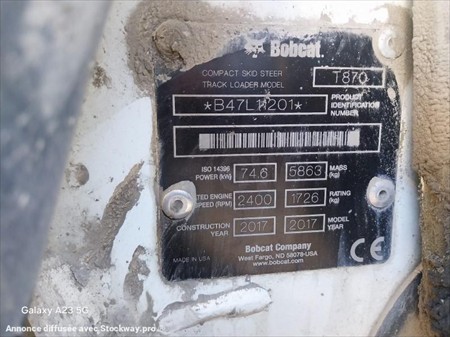 Bobcat
COMPACT SKID STEER TRACK LOADER MODEL T870
*B47L11201* PRODUCT IDENTIFICATION NUMBER
ISO 14396 POWER (kW) 74.6 5863 MASS (kg)
RATED ENGINE SPEED (RPM) 2400 1726 RATING (kg)
CONSTRUCTION YEAR 2017 2017 MODEL YEAR
Bobcat Company
MADE IN USA West Fargo, ND 58078-USA
www.bobcat.com CE
Galaxy A23 5G
Annonce diffusée avec Stockway.pro